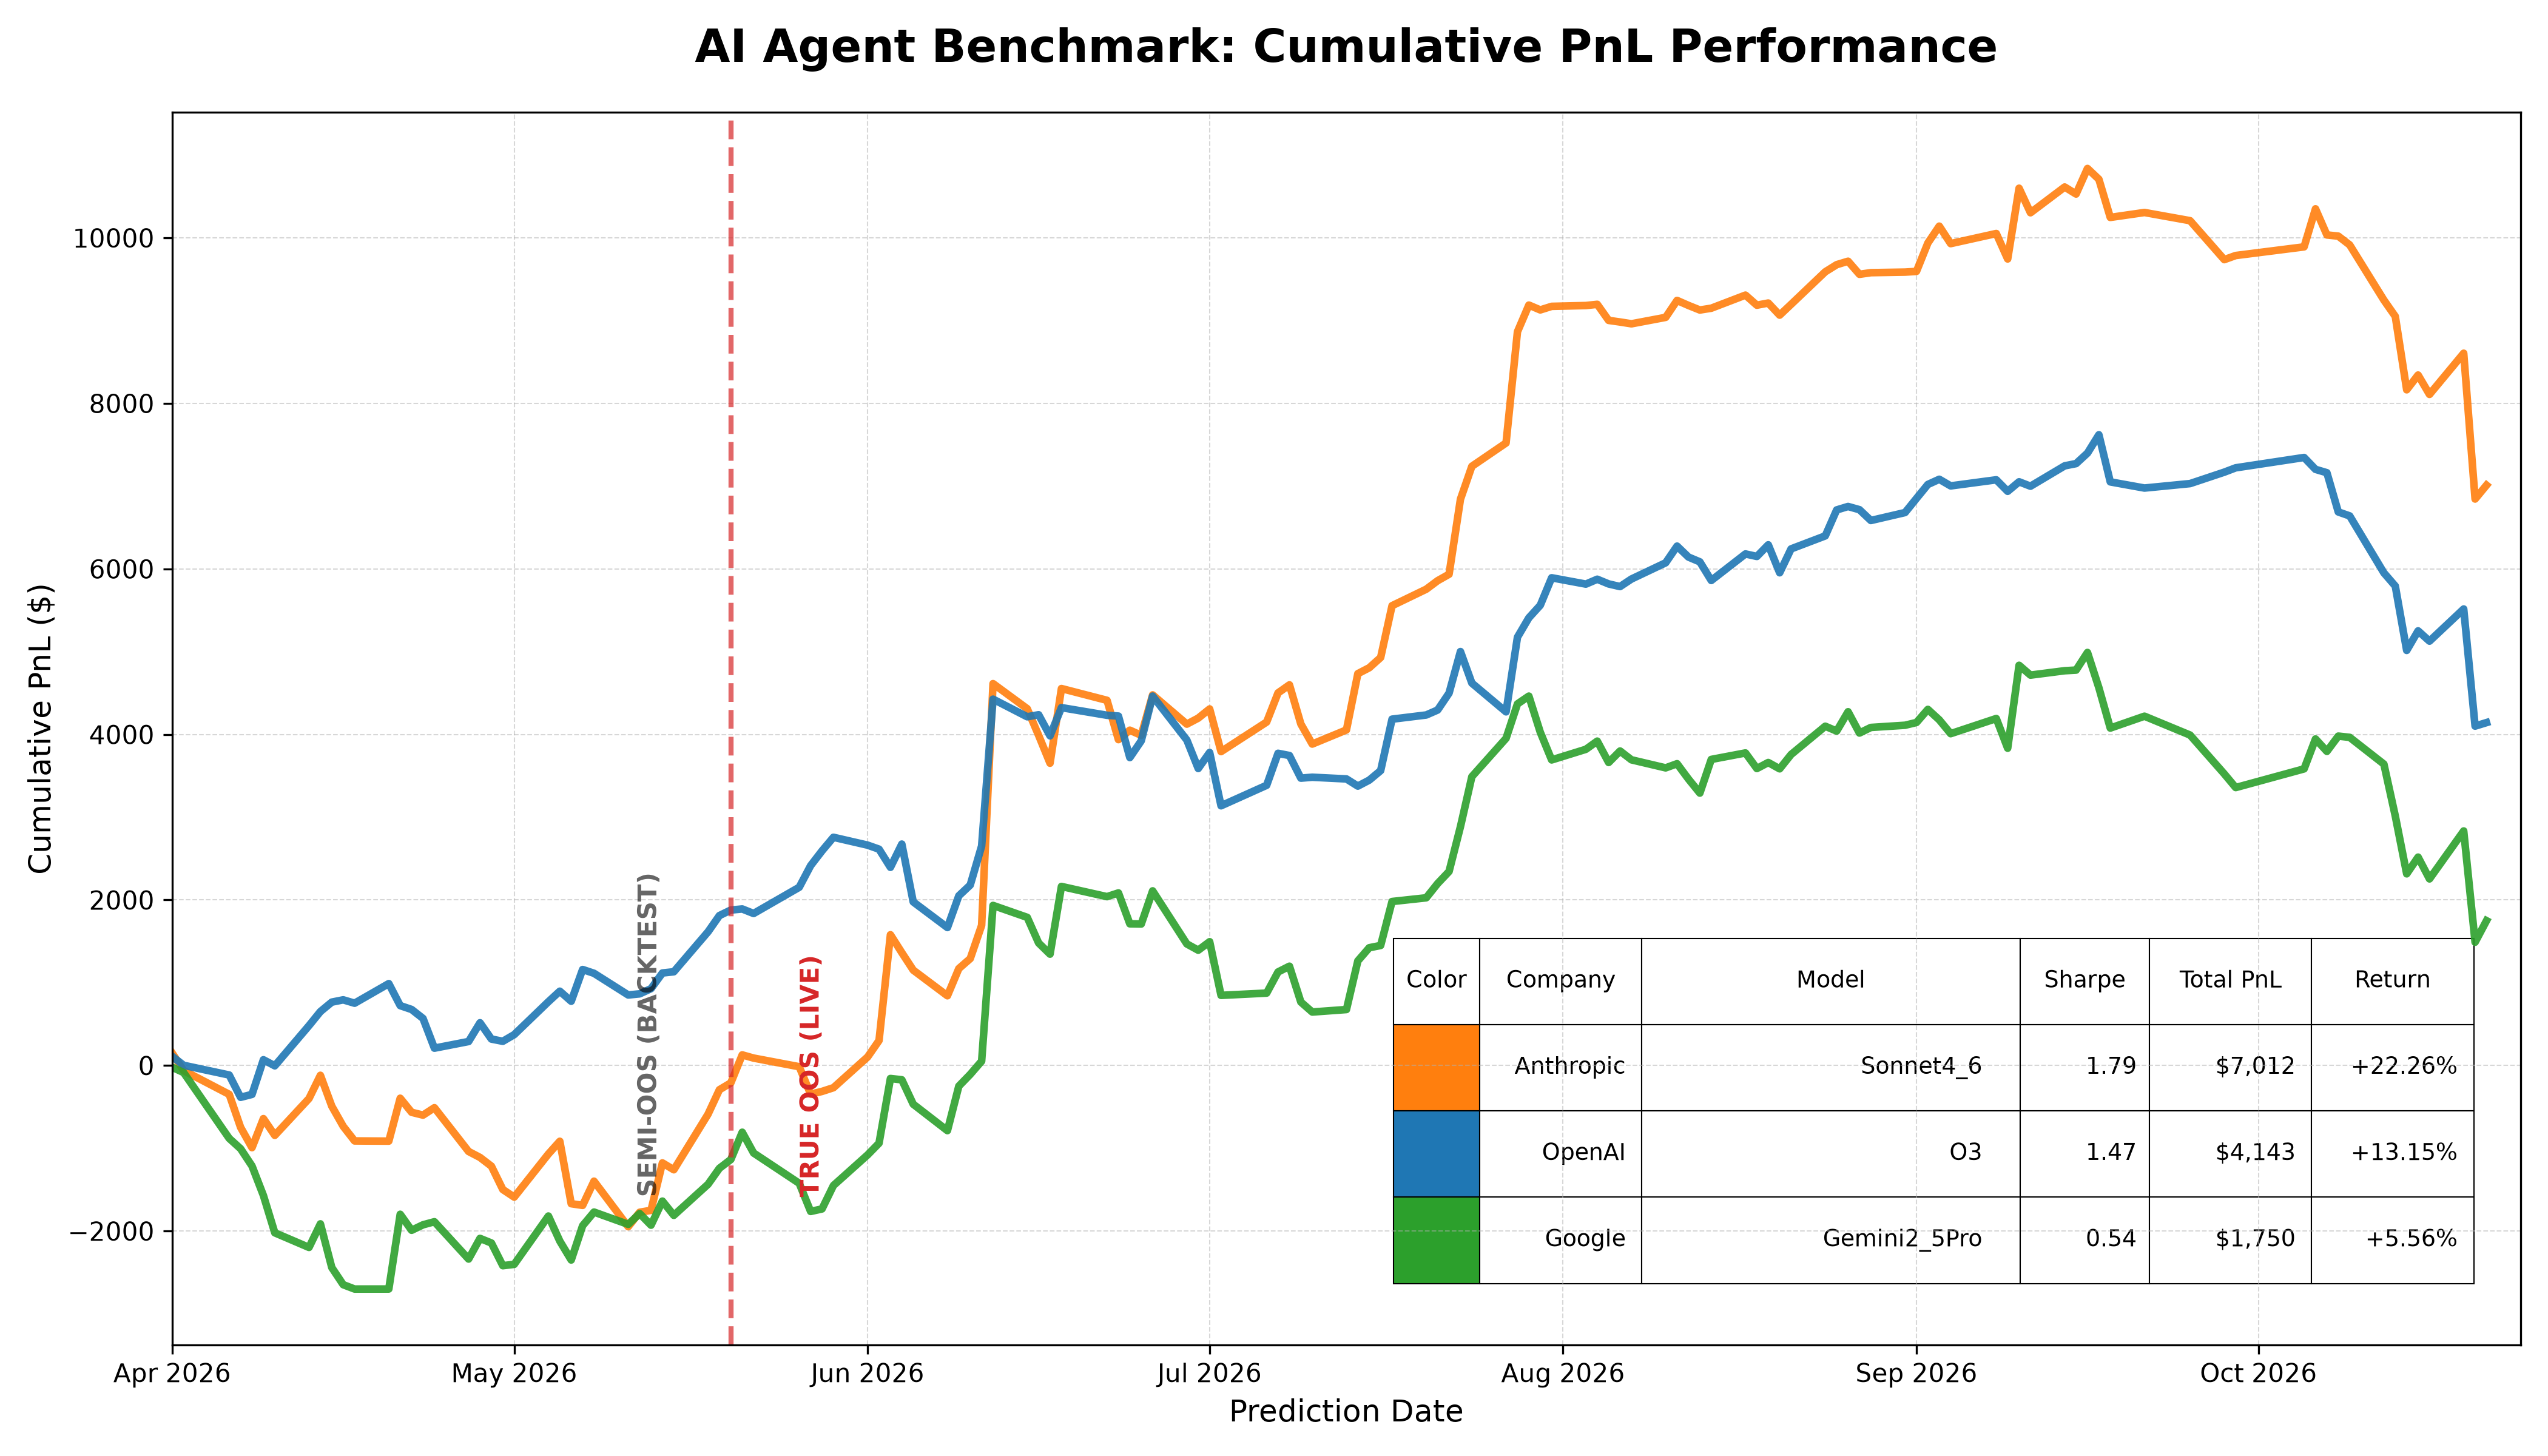 AI Agent Benchmark: Cumulative PnL Performance
Cumulative PnL ($)
10000
8000
6000
4000
2000
0
−2000
SEMI-OOS (BACKTEST)
TRUE OOS (LIVE)
Color Company Model Sharpe Total PnL Return
Anthropic Sonnet4_6 1.79 $7,012 +22.26%
OpenAI O3 1.47 $4,143 +13.15%
Google Gemini2_5Pro 0.54 $1,750 +5.56%
Apr 2026 May 2026 Jun 2026 Jul 2026 Aug 2026 Sep 2026 Oct 2026
Prediction Date